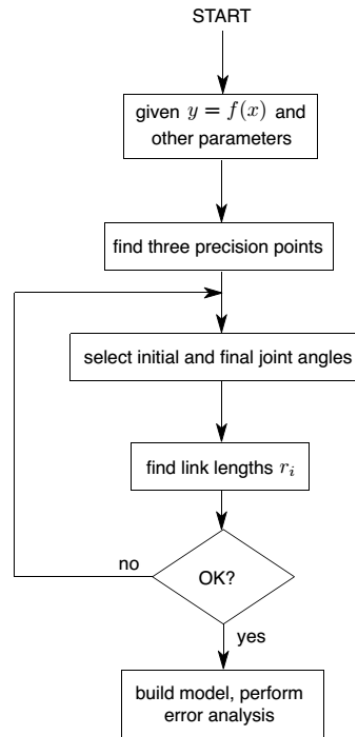 START
given y = f(x) and
other parameters
find three precision points
select initial and final joint angles
find link lengths r_i
no
OK?
yes
build model, perform
error analysis